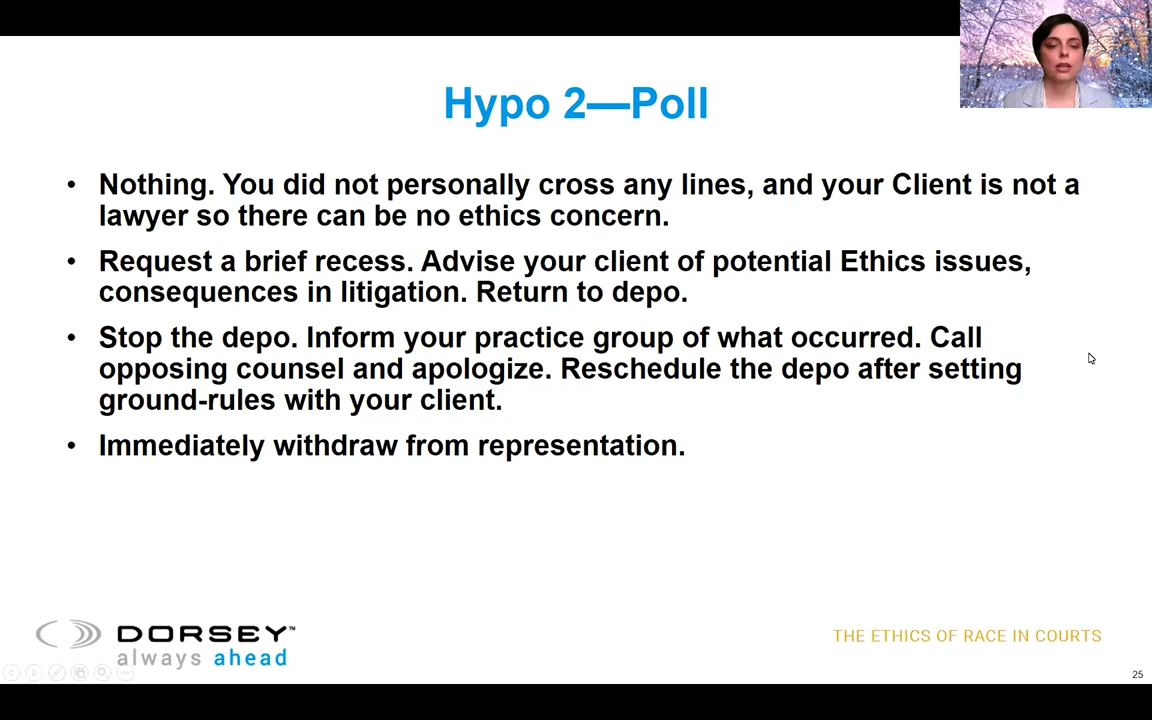 Hypo 2—Poll
• Nothing. You did not personally cross any lines, and your Client is not a
lawyer so there can be no ethics concern.
• Request a brief recess. Advise your client of potential Ethics issues,
consequences in litigation. Return to depo.
• Stop the depo. Inform your practice group of what occurred. Call
opposing counsel and apologize. Reschedule the depo after setting
ground-rules with your client.
• Immediately withdraw from representation.
DORSEY™
always ahead
THE ETHICS OF RACE IN COURTS
25